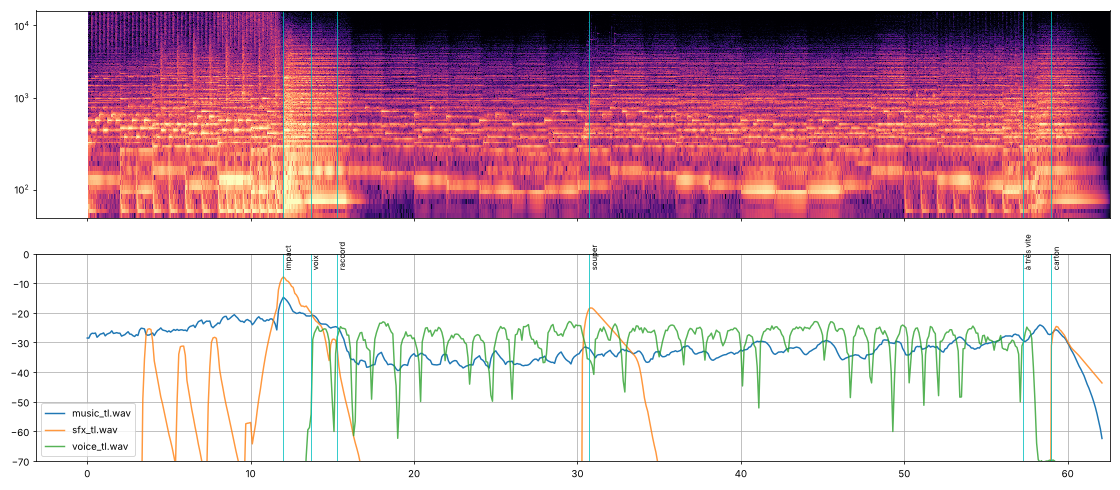 10⁴
10³
10²
0
−10
−20
−30
−40
−50
−60
−70
impact
voix
raccord
souper
à très vite
carton
music_tl.wav
sfx_tl.wav
voice_tl.wav
0 10 20 30 40 50 60